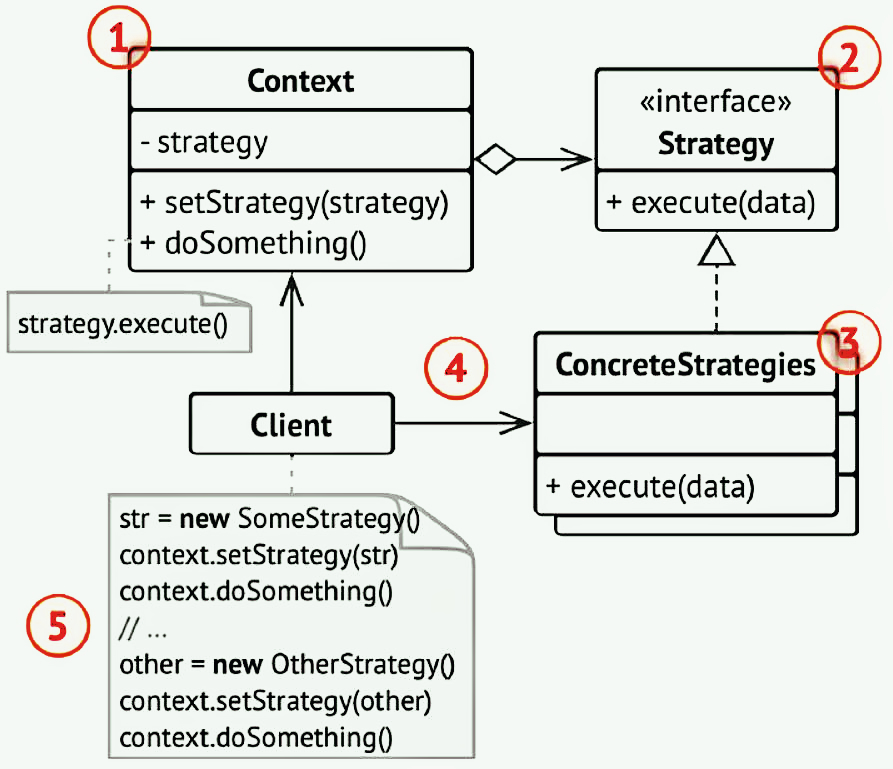 1
Context
- strategy
+ setStrategy(strategy)
+ doSomething()
strategy.execute()
2
«interface»
Strategy
+ execute(data)
3
ConcreteStrategies
+ execute(data)
4
Client
5
str = new SomeStrategy()
context.setStrategy(str)
context.doSomething()
// ...
other = new OtherStrategy()
context.setStrategy(other)
context.doSomething()